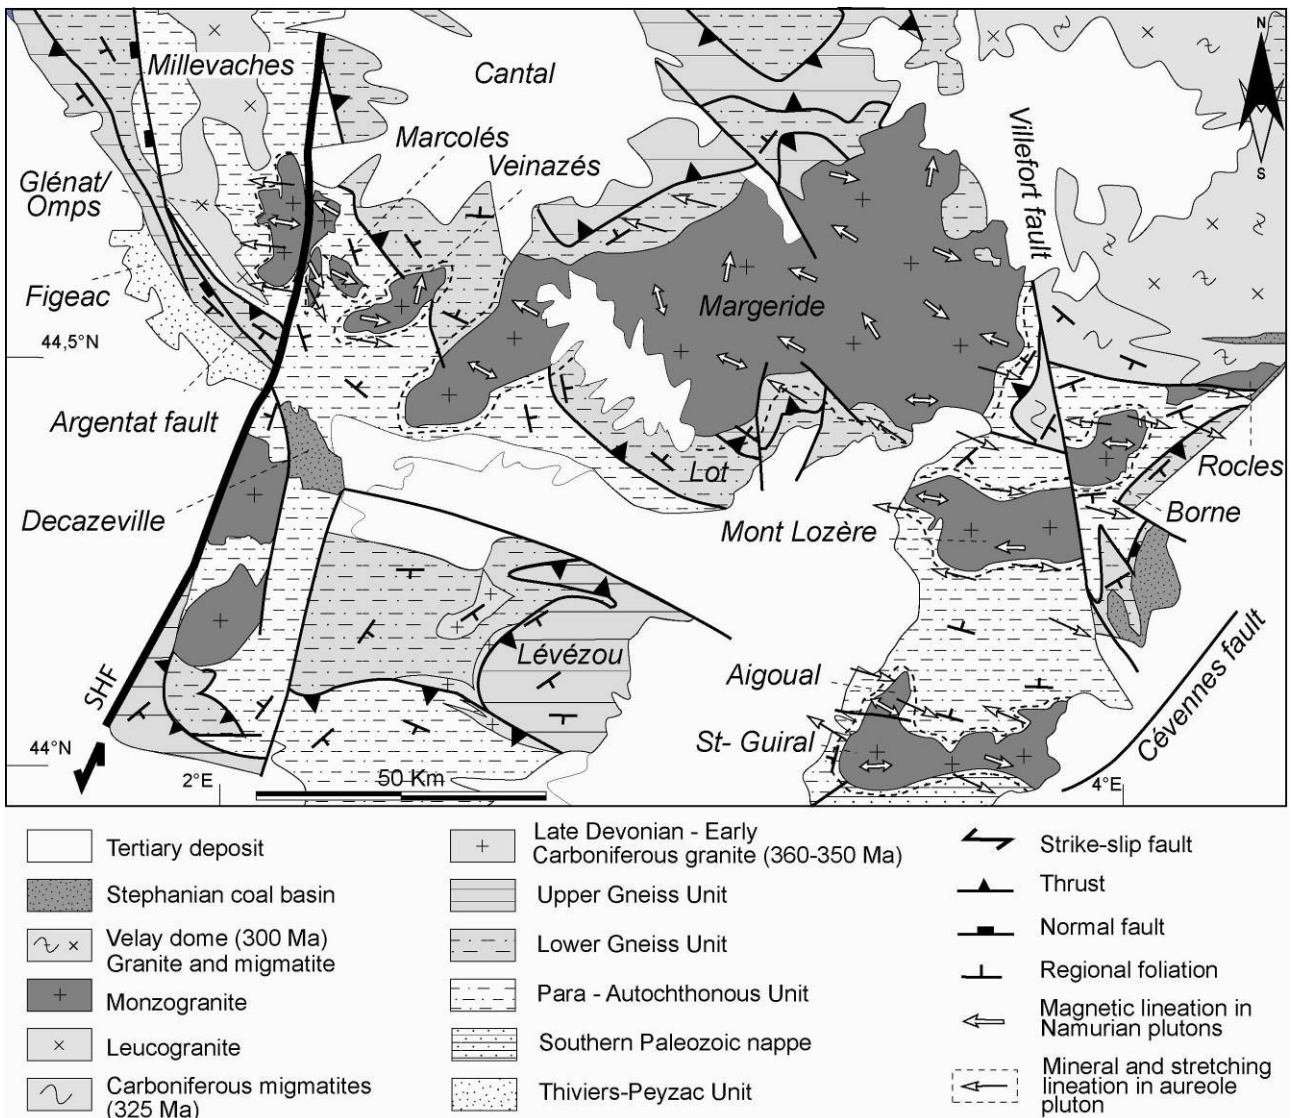 Millevaches
Cantal
N
S
Marcolés
Veinazés
Glénat/
Omps
Villefort fault
Figeac
Margeride
44,5°N
Argentat fault
Lot
Rocles
Decazeville
Mont Lozère
Borne
Lévézou
Aigoual
SHF
St- Guiral
Cévennes fault
44°N
2°E
50 Km
4°E
Tertiary deposit
Stephanian coal basin
Velay dome (300 Ma)
Granite and migmatite
Monzogranite
Leucogranite
Carboniferous migmatites
(325 Ma)
Late Devonian - Early
Carboniferous granite (360-350 Ma)
Upper Gneiss Unit
Lower Gneiss Unit
Para - Autochthonous Unit
Southern Paleozoic nappe
Thiviers-Peyzac Unit
Strike-slip fault
Thrust
Normal fault
Regional foliation
Magnetic lineation in
Namurian plutons
Mineral and stretching
lineation in aureole
pluton